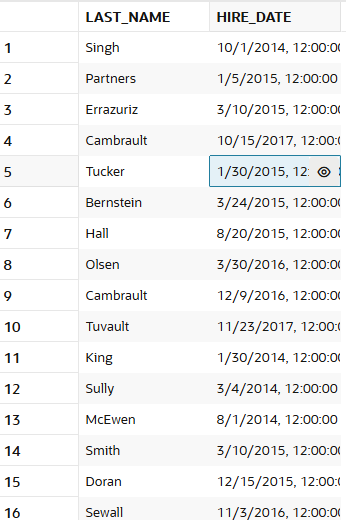 LAST_NAME HIRE_DATE
1 Singh 10/1/2014, 12:00:00
2 Partners 1/5/2015, 12:00:00
3 Errazuriz 3/10/2015, 12:00:00
4 Cambrault 10/15/2017, 12:00:
5 Tucker 1/30/2015, 12:
6 Bernstein 3/24/2015, 12:00:00
7 Hall 8/20/2015, 12:00:00
8 Olsen 3/30/2016, 12:00:00
9 Cambrault 12/9/2016, 12:00:00
10 Tuvault 11/23/2017, 12:00:
11 King 1/30/2014, 12:00:00
12 Sully 3/4/2014, 12:00:00
13 McEwen 8/1/2014, 12:00:00
14 Smith 3/10/2015, 12:00:00
15 Doran 12/15/2015, 12:00:
16 Sewall 11/3/2016, 12:00:00